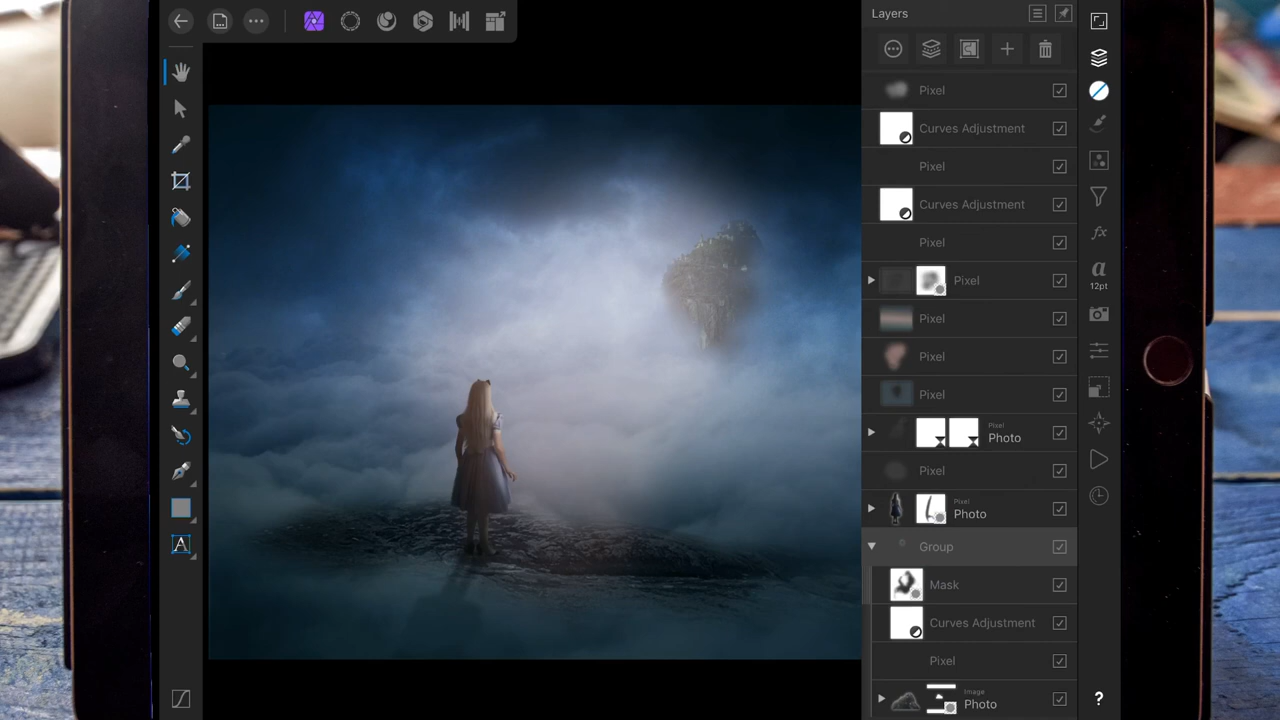 Layers
Pixel
Curves Adjustment
Pixel
Curves Adjustment
Pixel
Pixel
Pixel
Pixel
Pixel
Pixel
Photo
Pixel
Pixel
Photo
Group
Mask
Curves Adjustment
Pixel
Image
Photo
fx
a
12pt
A
?